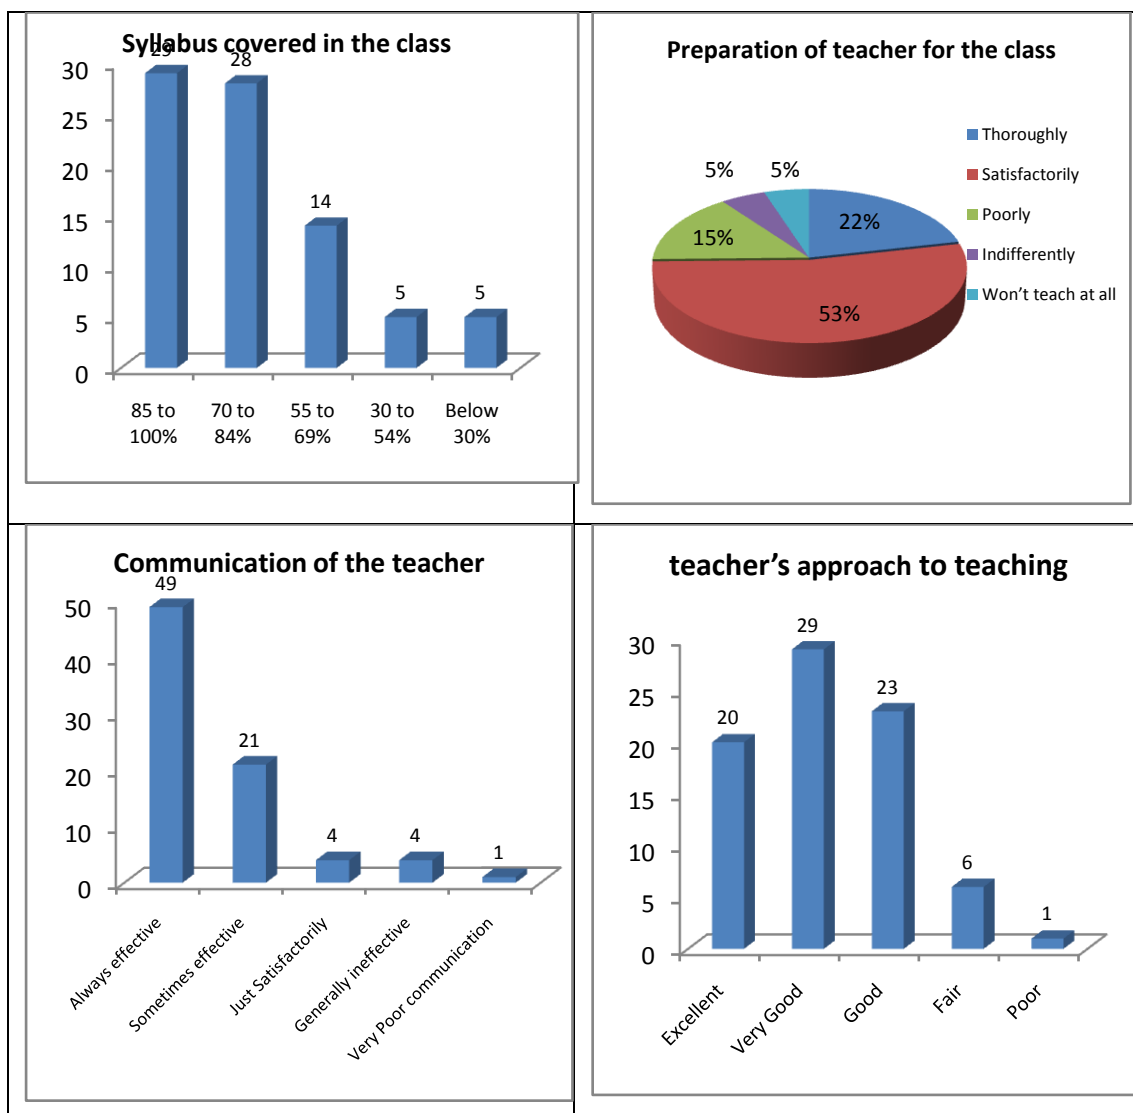 Syllabus covered in the class
29
28
30
25
20
15
10
5
0
14
5
5
85 to
100%
70 to
84%
55 to
69%
30 to
54%
Below
30%
Preparation of teacher for the class
Thoroughly
Satisfactorily
Poorly
Indifferently
Won’t teach at all
5%
5%
22%
15%
53%
Communication of the teacher
49
50
40
30
20
10
0
21
4
4
1
Always effective
Sometimes effective
Just Satisfactorily
Generally ineffective
Very Poor communication
teacher’s approach to teaching
30
25
20
15
10
5
0
20
29
23
6
1
Excellent
Very Good
Good
Fair
Poor